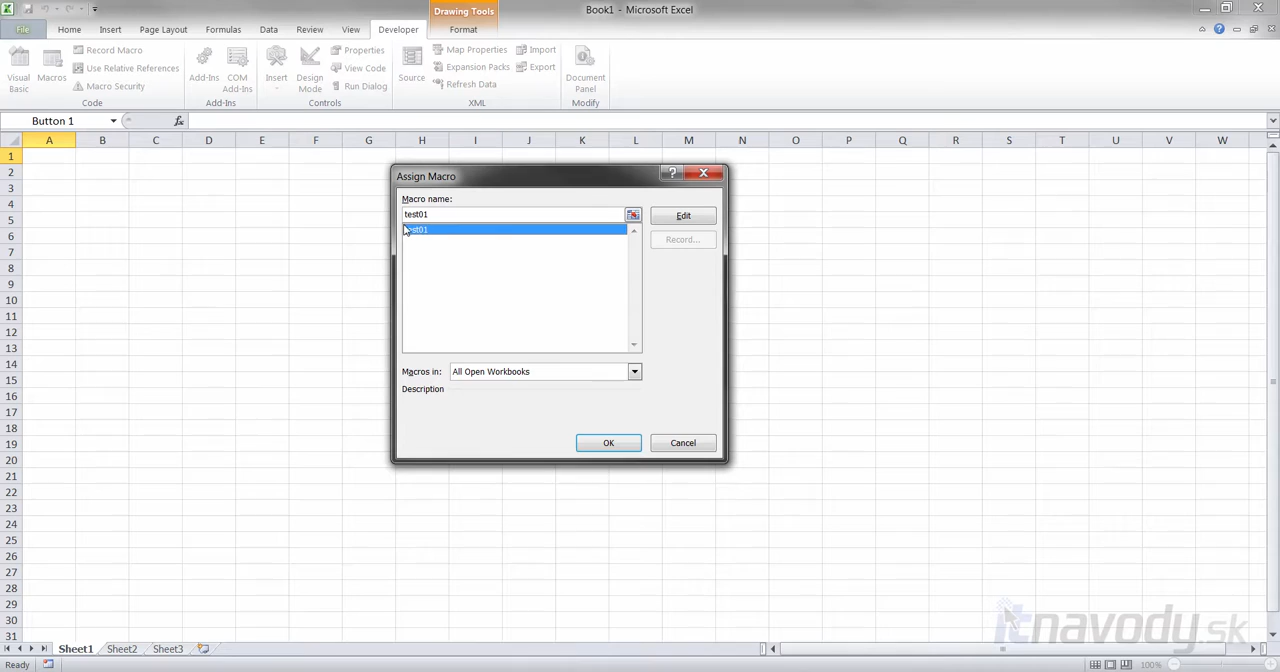 Book1 - Microsoft Excel
Drawing Tools
File Home Insert Page Layout Formulas Data Review View Developer Format
Visual Basic
Macros
Record Macro
Use Relative References
Macro Security
Code
Add-Ins
COM Add-Ins
Add-Ins
Insert
Design Mode
Properties
View Code
Run Dialog
Controls
Source
Map Properties
Expansion Packs
Refresh Data
Import
Export
XML
Document Panel
Modify
Button 1
fx
A B C D E F G H I J K L M N O P Q R S T U V W
1
2
3
4
5
6
7
8
9
10
11
12
13
14
15
16
17
18
19
20
21
22
23
24
25
26
27
28
29
30
31
Assign Macro
Macro name:
test01
Edit
test01
Record...
Macros in: All Open Workbooks
Description
OK Cancel
itnavody.sk
Sheet1 Sheet2 Sheet3
Ready
100%